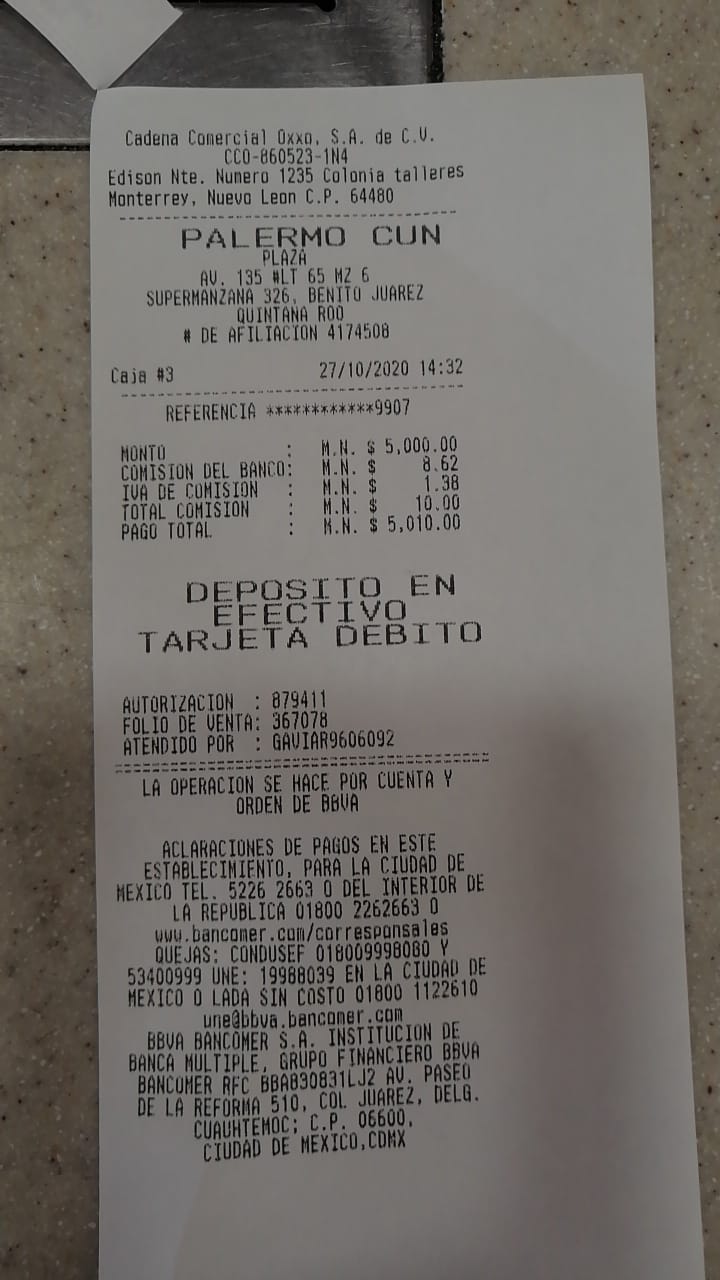 Cadena Comercial Oxxo, S.A. de C.V.
CCO-860523-1N4
Edison Nte. Numero 1235 Colonia talleres
Monterrey, Nuevo Leon C.P. 64480
PALERMO CUN
PLAZA
AV. 135 #LT 65 MZ 6
SUPERMANZANA 326, BENITO JUAREZ
QUINTANA ROO
# DE AFILIACION 4174508
Caja #3 27/10/2020 14:32
REFERENCIA ************9907
MONTO : M.N. $ 5,000.00
COMISION DEL BANCO: M.N. $ 8.62
IVA DE COMISION : M.N. $ 1.38
TOTAL COMISION : M.N. $ 10.00
PAGO TOTAL : M.N. $ 5,010.00
DEPOSITO EN
EFECTIVO
TARJETA DEBITO
AUTORIZACION : 879411
FOLIO DE VENTA: 367078
ATENDIDO POR : GAVIAR9606092
LA OPERACION SE HACE POR CUENTA Y
ORDEN DE BBVA
ACLARACIONES DE PAGOS EN ESTE
ESTABLECIMIENTO, PARA LA CIUDAD DE
MEXICO TEL. 5226 2663 O DEL INTERIOR DE
LA REPUBLICA 01800 2262663 O
www.bancomer.com/corresponsales
QUEJAS: CONDUSEF 018009998080 Y
53400999 UNE: 19988039 EN LA CIUDAD DE
MEXICO O LADA SIN COSTO 01800 1122610
une@bbva.bancomer.com
BBVA BANCOMER S.A. INSTITUCION DE
BANCA MULTIPLE, GRUPO FINANCIERO BBVA
BANCOMER RFC BBA830831LJ2 AV. PASEO
DE LA REFORMA 510, COL JUAREZ, DELG.
CUAUHTEMOC; C.P. 06600,
CIUDAD DE MEXICO,CDMX